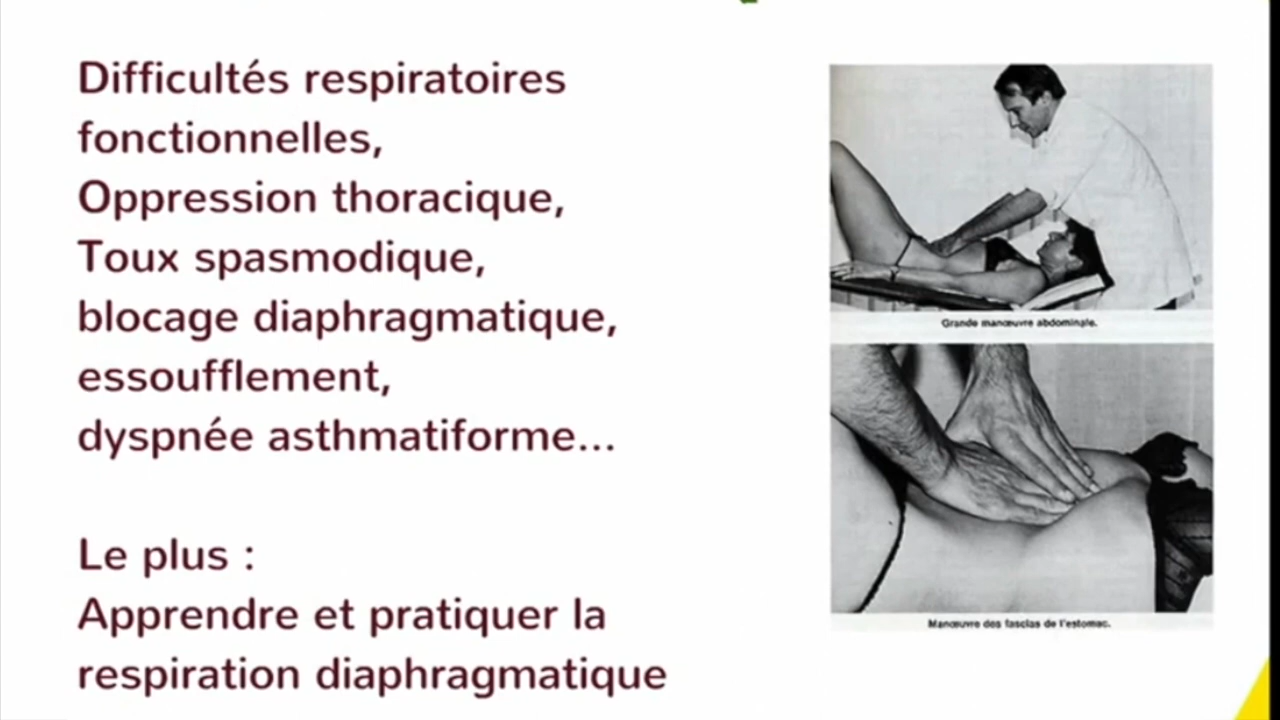 Difficultés respiratoires
fonctionnelles,
Oppression thoracique,
Toux spasmodique,
blocage diaphragmatique,
essoufflement,
dyspnée asthmatiforme...
Le plus :
Apprendre et pratiquer la
respiration diaphragmatique
Grande manœuvre abdominale.
Manœuvre des fascias de l'estomac.